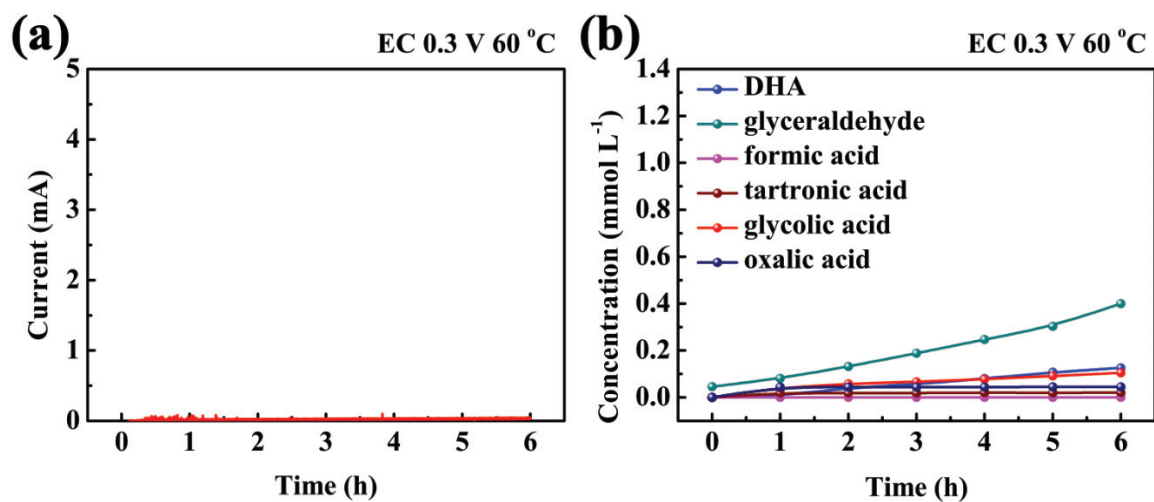 (a)
EC 0.3 V 60 °C
5
4
3
2
1
0
0 1 2 3 4 5 6
Current (mA)
Time (h)
(b)
EC 0.3 V 60 °C
1.4
1.2
1.0
0.8
0.6
0.4
0.2
0.0
0 1 2 3 4 5 6
Concentration (mmol L⁻¹)
Time (h)
DHA
glyceraldehyde
formic acid
tartronic acid
glycolic acid
oxalic acid